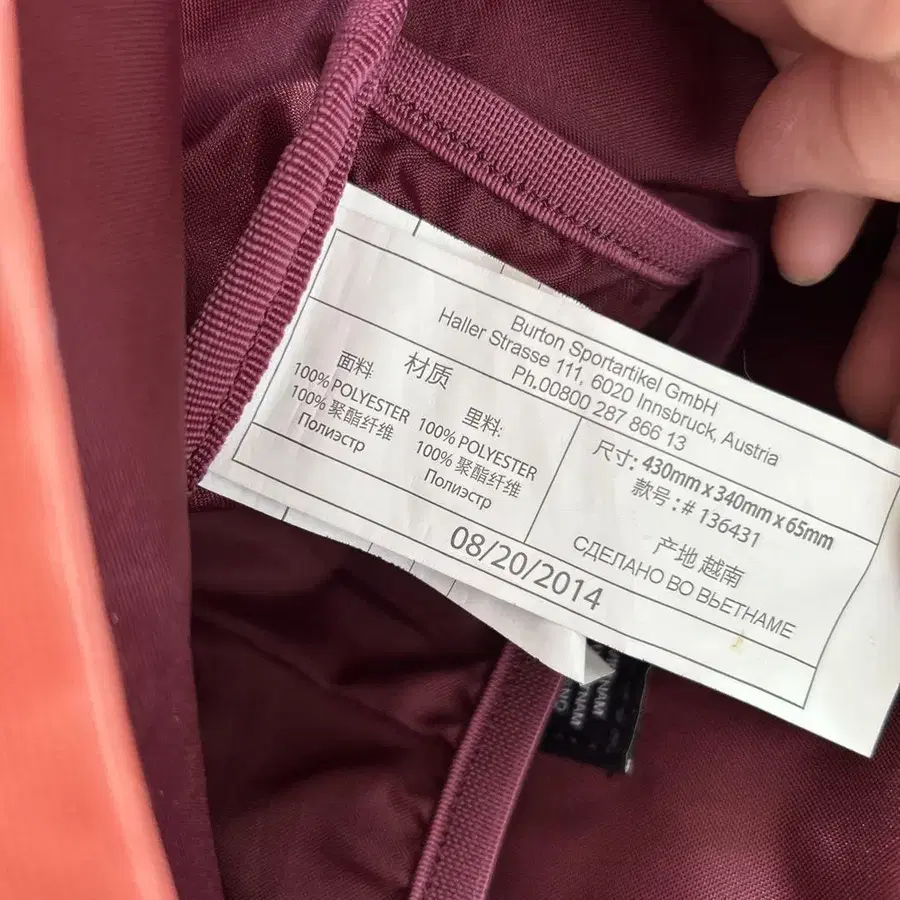 Burton Sportartikel GmbH
Haller Strasse 111, 6020 Innsbruck, Austria
Ph.00800 287 866 13
材质
面料:
100% POLYESTER
100% 聚酯纤维
Полиэстр
里料:
100% POLYESTER
100% 聚酯纤维
Полиэстр
尺寸: 430mm x 340mm x 65mm
款号 : # 136431
产地 越南
СДЕЛАНО ВО ВЬЕТНАМЕ
08/20/2014